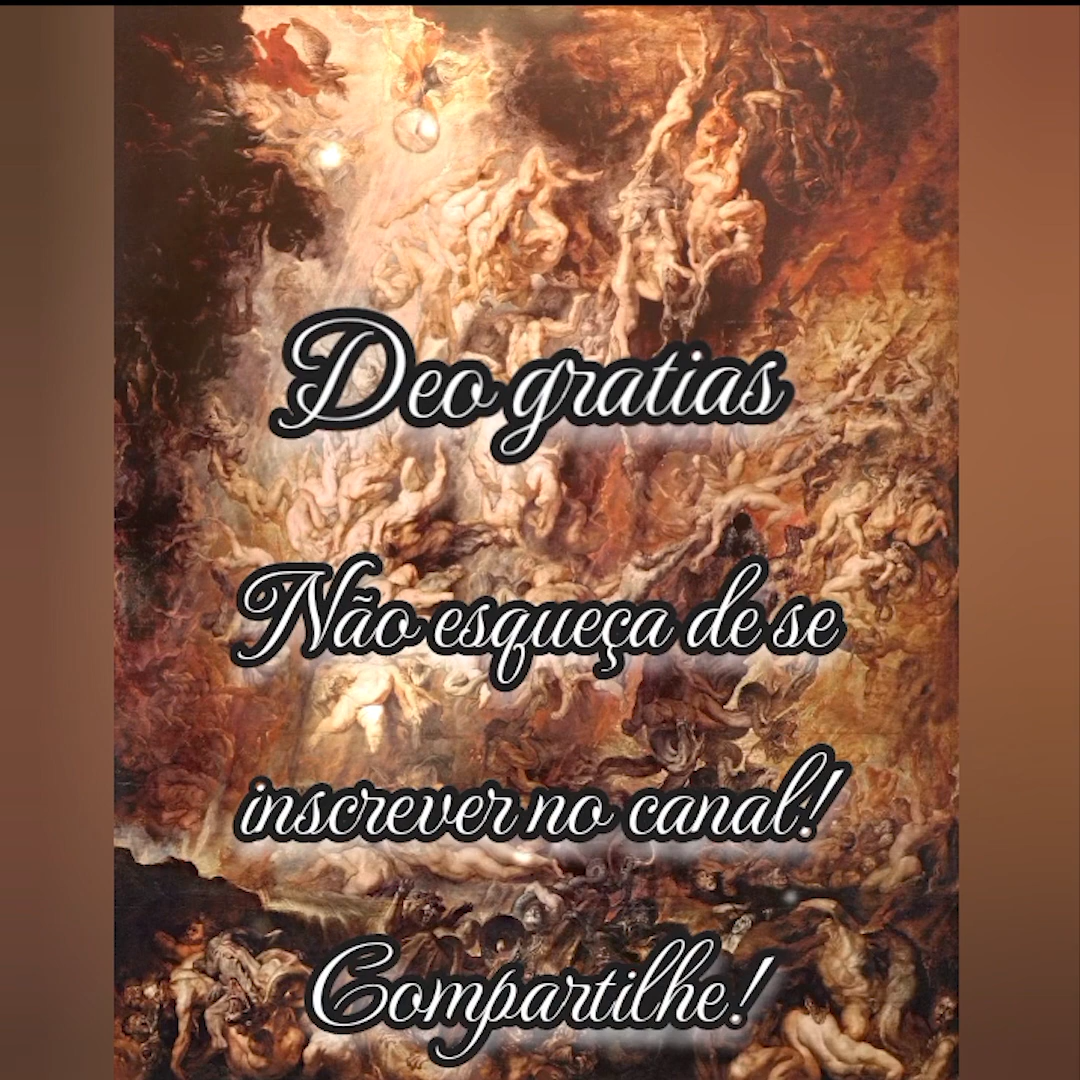 Deo gratias
Não esqueça de se
inscrever no canal!
Compartilhe!